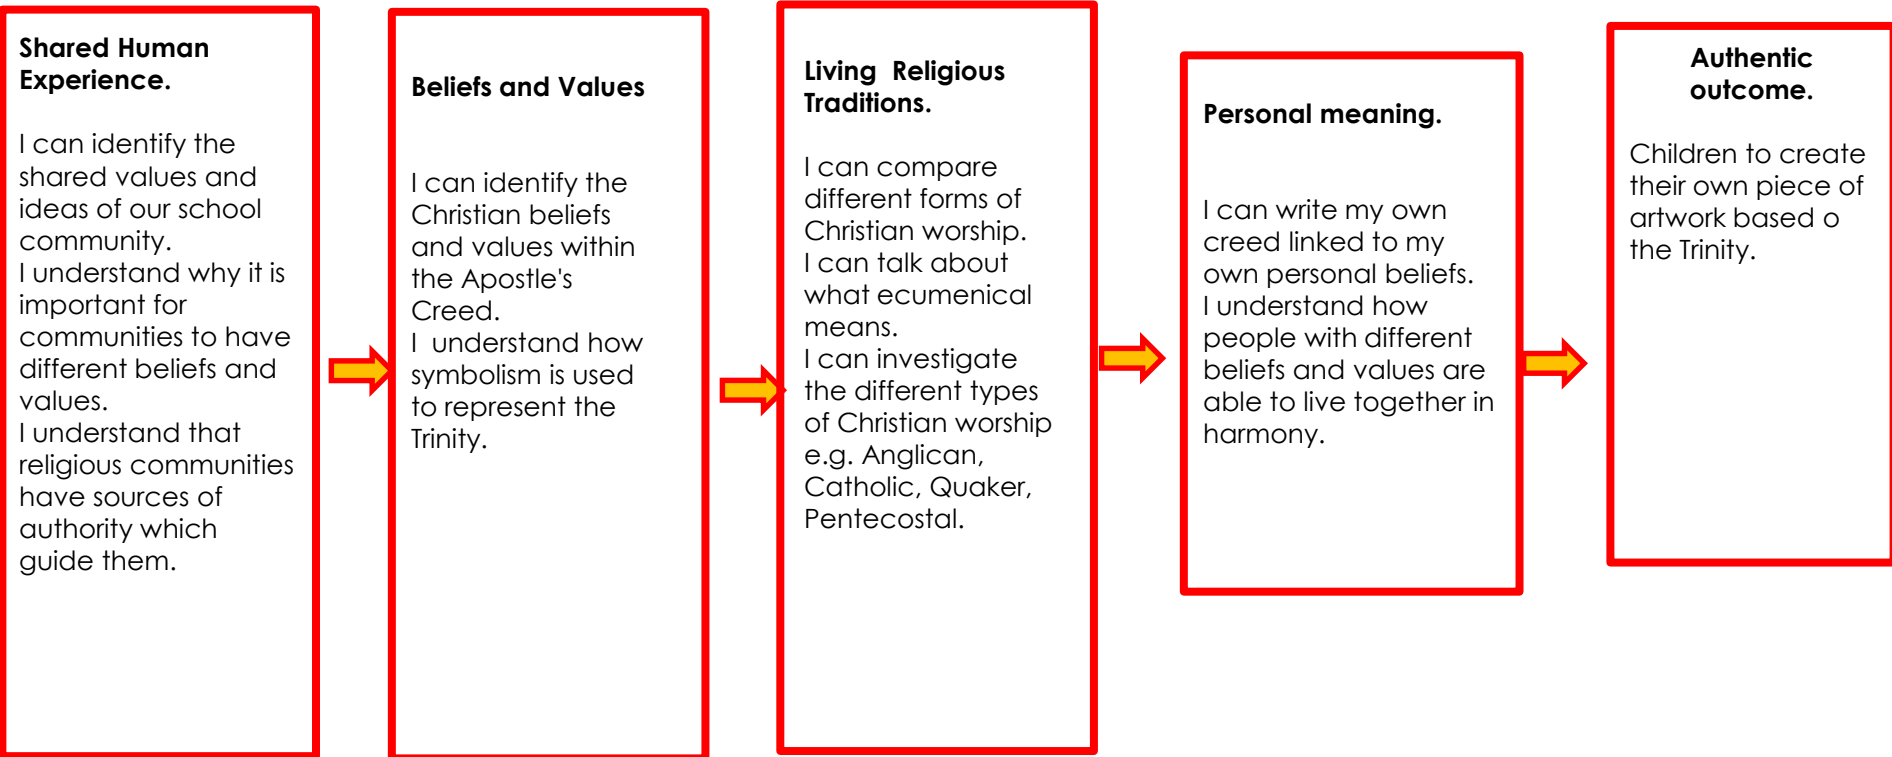 Shared Human
Experience.
I can identify the
shared values and
ideas of our school
community.
I understand why it is
important for
communities to have
different beliefs and
values.
I understand that
religious communities
have sources of
authority which
guide them.
Beliefs and Values
I can identify the
Christian beliefs
and values within
the Apostle's
Creed.
I  understand how
symbolism is used
to represent the
Trinity.
Living  Religious
Traditions.
I can compare
different forms of
Christian worship.
I can talk about
what ecumenical
means.
I can investigate
the different types
of Christian worship
e.g. Anglican,
Catholic, Quaker,
Pentecostal.
Personal meaning.
I can write my own
creed linked to my
own personal beliefs.
I understand how
people with different
beliefs and values are
able to live together in
harmony.
Authentic
outcome.
Children to create
their own piece of
artwork based o
the Trinity.